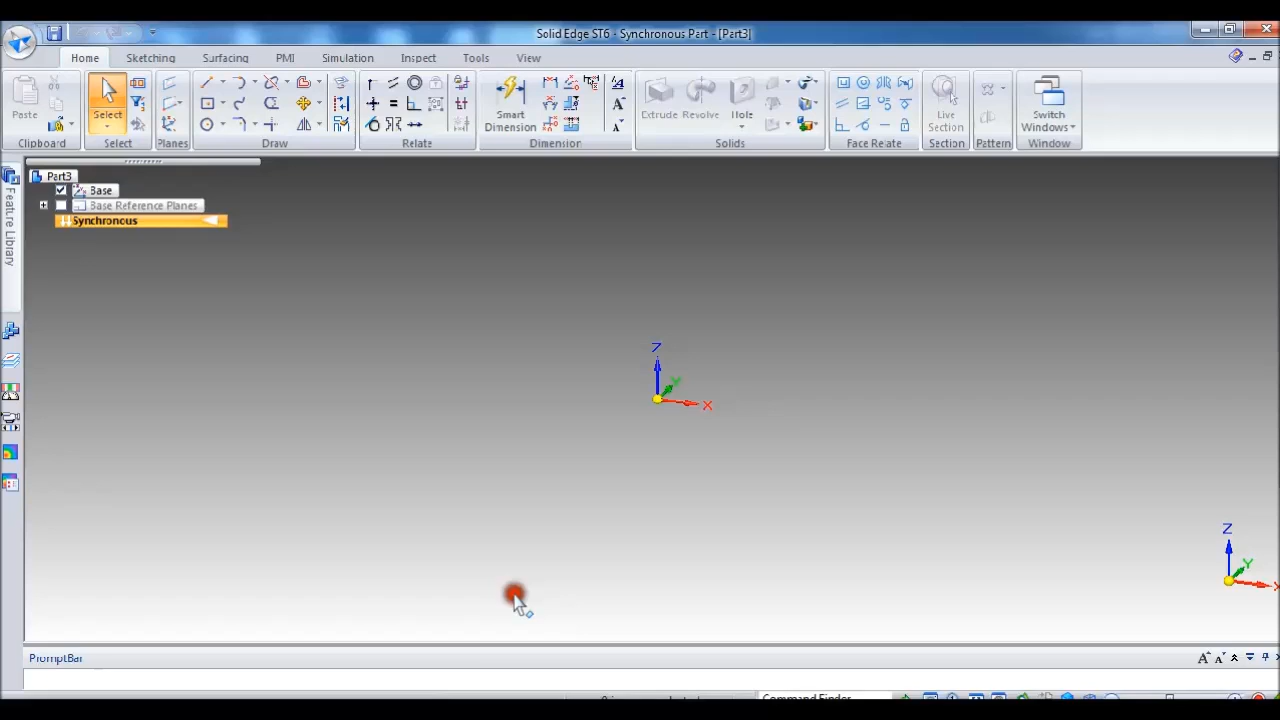 Solid Edge ST6 - Synchronous Part - [Part3]
Home Sketching Surfacing PMI Simulation Inspect Tools View
Paste Select Smart Dimension Extrude Revolve Hole Live Section Switch Windows
Clipboard Select Planes Draw Relate Dimension Solids Face Relate Section Pattern Window
Feature Library
Part3
Base
Base Reference Planes
Synchronous
Z
Y
X
Z
Y
X
PromptBar
Command Finder